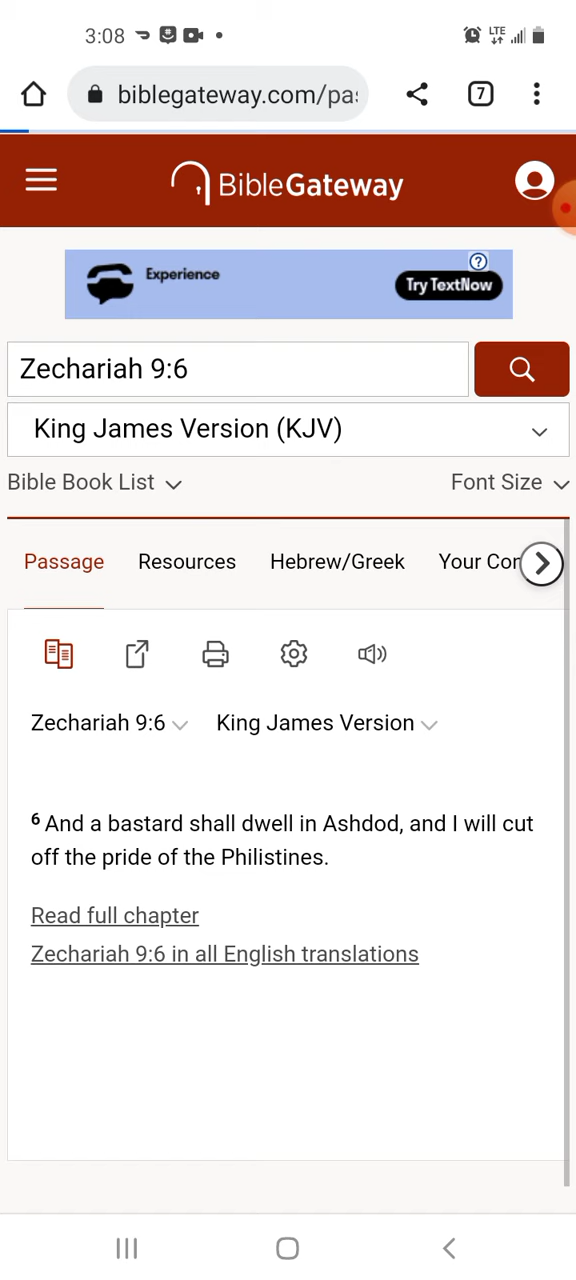 3:08 LTE
biblegateway.com/pas
7
BibleGateway
Experience
?
Try TextNow
Zechariah 9:6
King James Version (KJV)
Bible Book List Font Size
Passage Resources Hebrew/Greek Your Con
Zechariah 9:6 King James Version
6 And a bastard shall dwell in Ashdod, and I will cut
off the pride of the Philistines.
Read full chapter
Zechariah 9:6 in all English translations